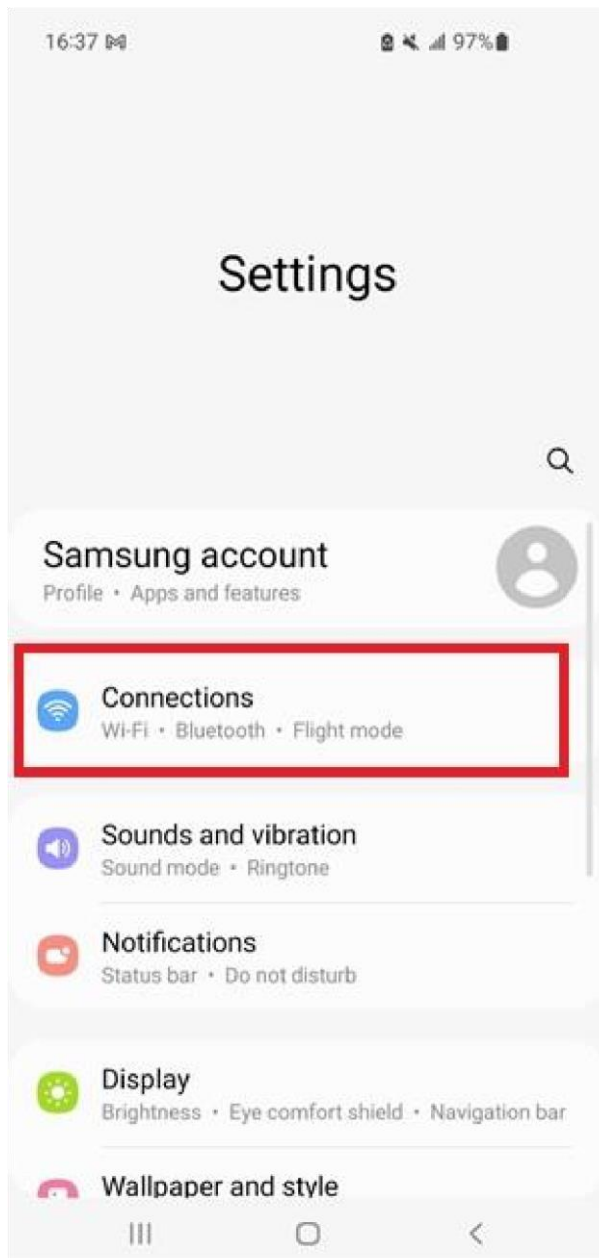 16:37 97%
Settings
Samsung account
Profile • Apps and features
Connections
Wi-Fi • Bluetooth • Flight mode
Sounds and vibration
Sound mode • Ringtone
Notifications
Status bar • Do not disturb
Display
Brightness • Eye comfort shield • Navigation bar
Wallpaper and style